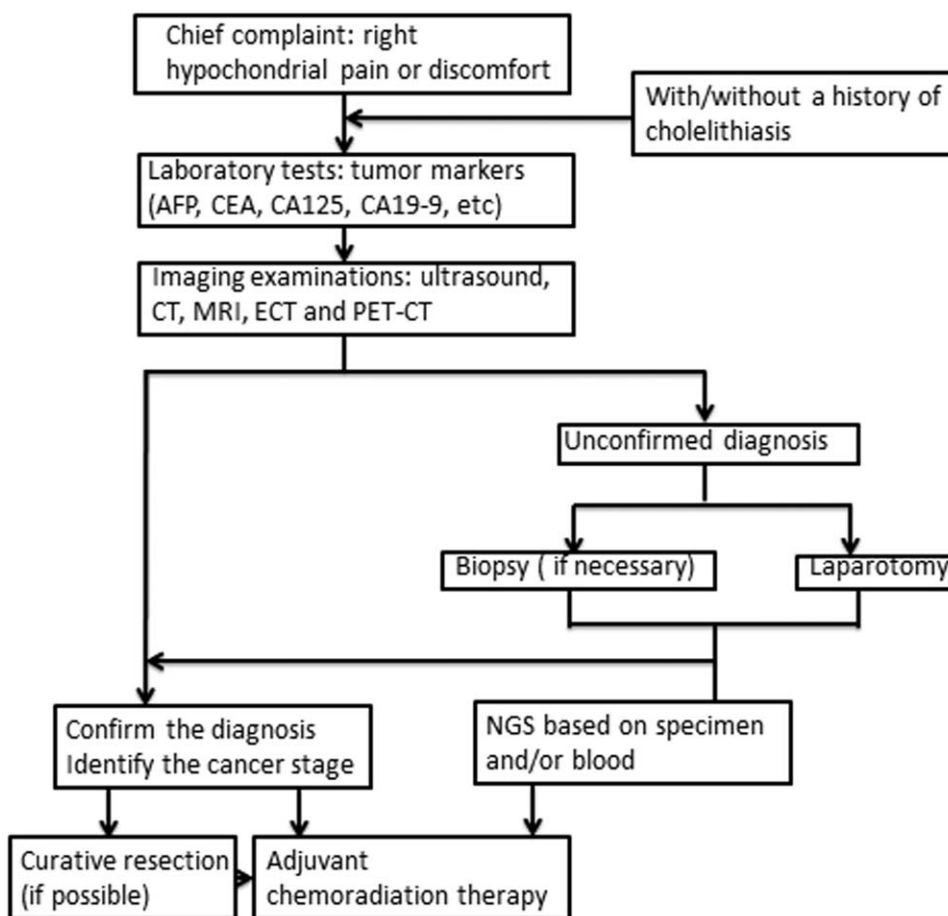 Chief complaint: right
hypochondrial pain or discomfort
With/without a history of
cholelithiasis
Laboratory tests: tumor markers
(AFP, CEA, CA125, CA19-9, etc)
Imaging examinations: ultrasound,
CT, MRI, ECT and PET-CT
Unconfirmed diagnosis
Biopsy ( if necessary)
Laparotomy
Confirm the diagnosis
Identify the cancer stage
NGS based on specimen
and/or blood
Curative resection
(if possible)
Adjuvant
chemoradiation therapy